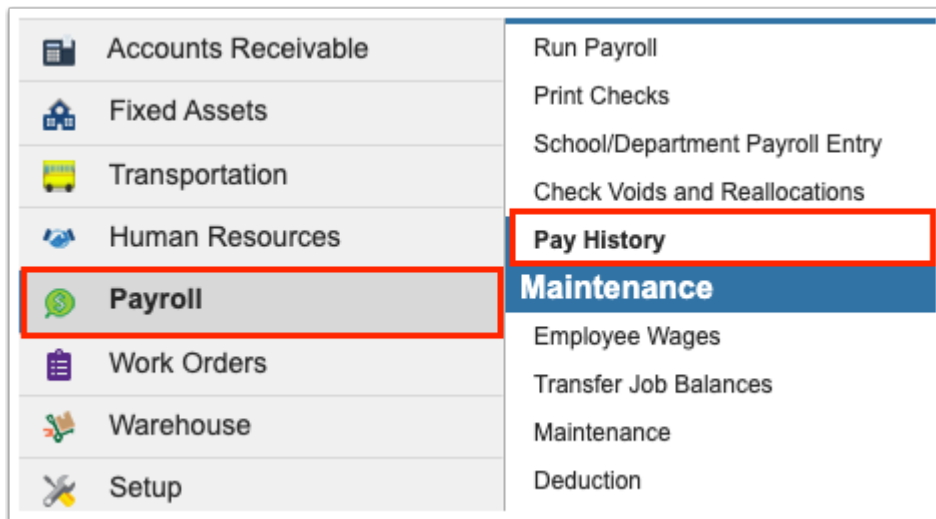 Accounts Receivable
Fixed Assets
Transportation
Human Resources
Payroll
Work Orders
Warehouse
Setup
Run Payroll
Print Checks
School/Department Payroll Entry
Check Voids and Reallocations
Pay History
Maintenance
Employee Wages
Transfer Job Balances
Maintenance
Deduction